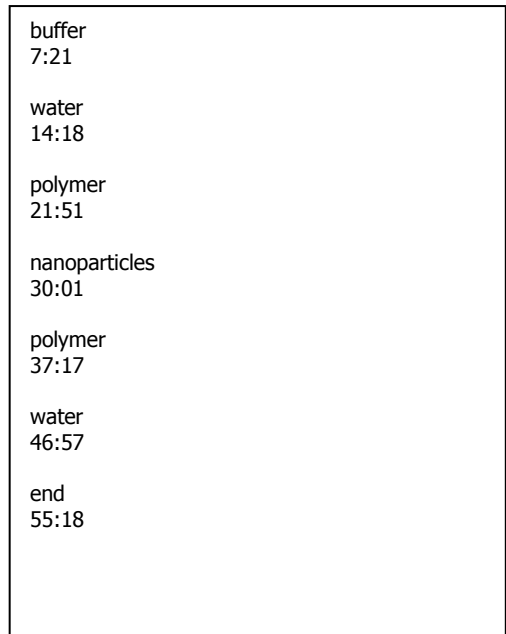 buffer
7:21
water
14:18
polymer
21:51
nanoparticles
30:01
polymer
37:17
water
46:57
end
55:18